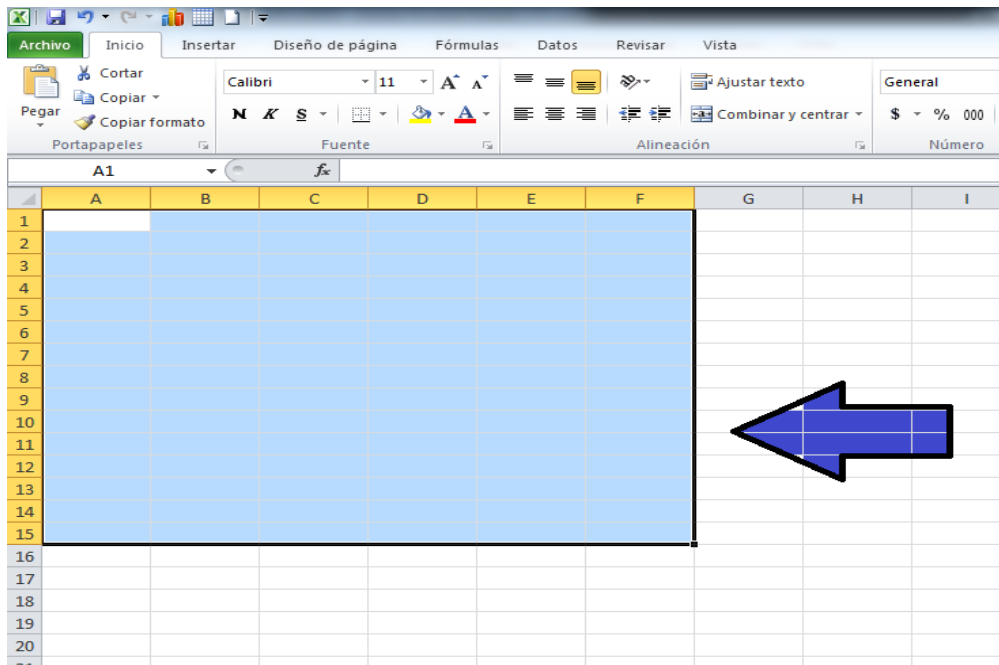 Archivo Inicio Insertar Diseño de página Fórmulas Datos Revisar Vista
Cortar
Calibri 11 A A Ajustar texto General
Copiar
Pegar N K S A Combinar y centrar $ % 000
Copiar formato
Portapapeles Fuente Alineación Número
A1 fx
A B C D E F G H I
1
2
3
4
5
6
7
8
9
10
11
12
13
14
15
16
17
18
19
20